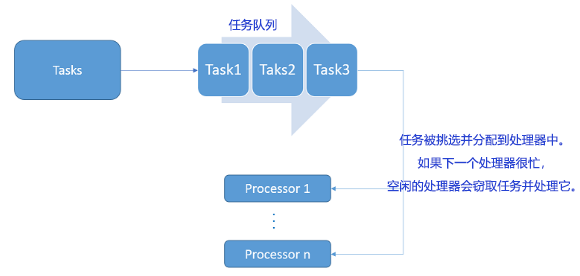 任务队列
Tasks
Task1
Taks2
Task3
任务被挑选并分配到处理器中。
如果下一个处理器很忙，
空闲的处理器会窃取任务并处理它。
Processor 1
Processor n